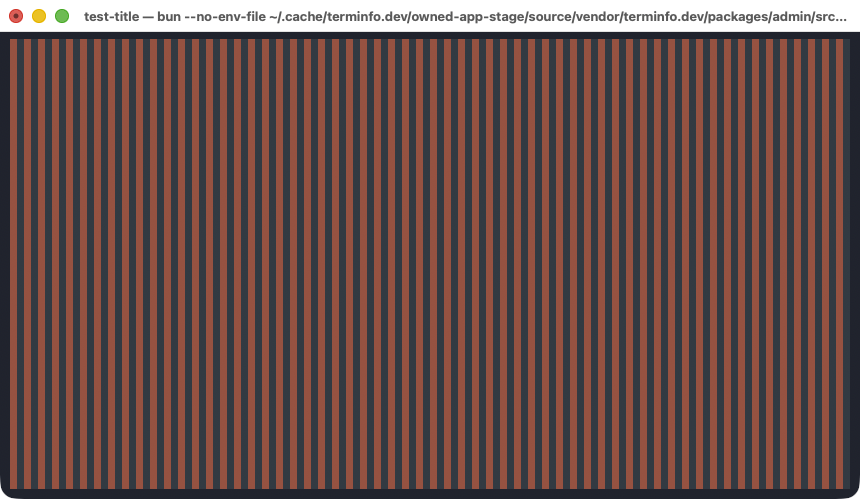 test-title — bun --no-env-file ~/.cache/terminfo.dev/owned-app-stage/source/vendor/terminfo.dev/packages/admin/src...